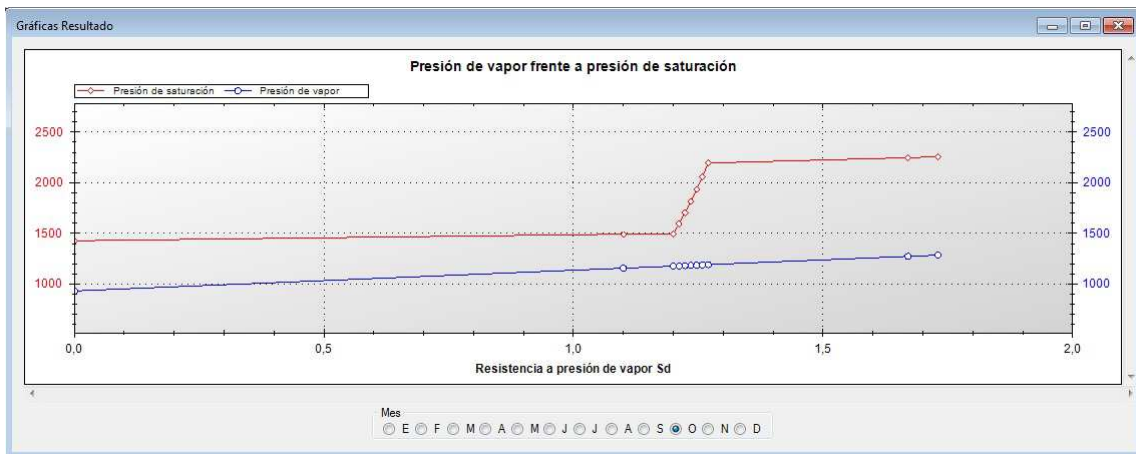 Gráficas Resultado
Presión de vapor frente a presión de saturación
Presión de saturación Presión de vapor
2500 2500
2000 2000
1500 1500
1000 1000
0,0 0,5 1,0 1,5 2,0
Resistencia a presión de vapor Sd
Mes
E F M A M J J A S O N D